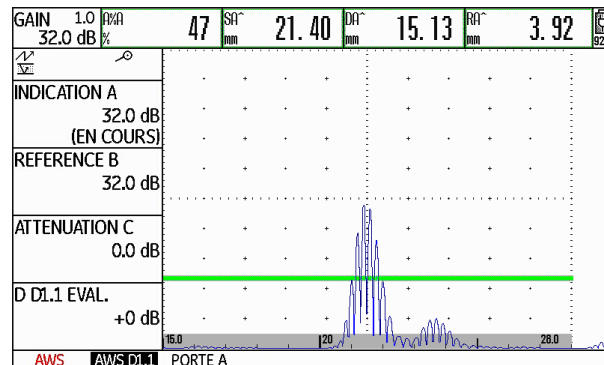 GAIN 1.0 A%A % 47 SA^ mm 21.40 DA^ mm 15.13 RA^ mm 3.92
32.0 dB 92
INDICATION A
32.0 dB
(EN COURS)
REFERENCE B
32.0 dB
ATTENUATION C
0.0 dB
D D1.1 EVAL.
+0 dB
15.0 20 28.0
AWS AWS D1.1 PORTE A